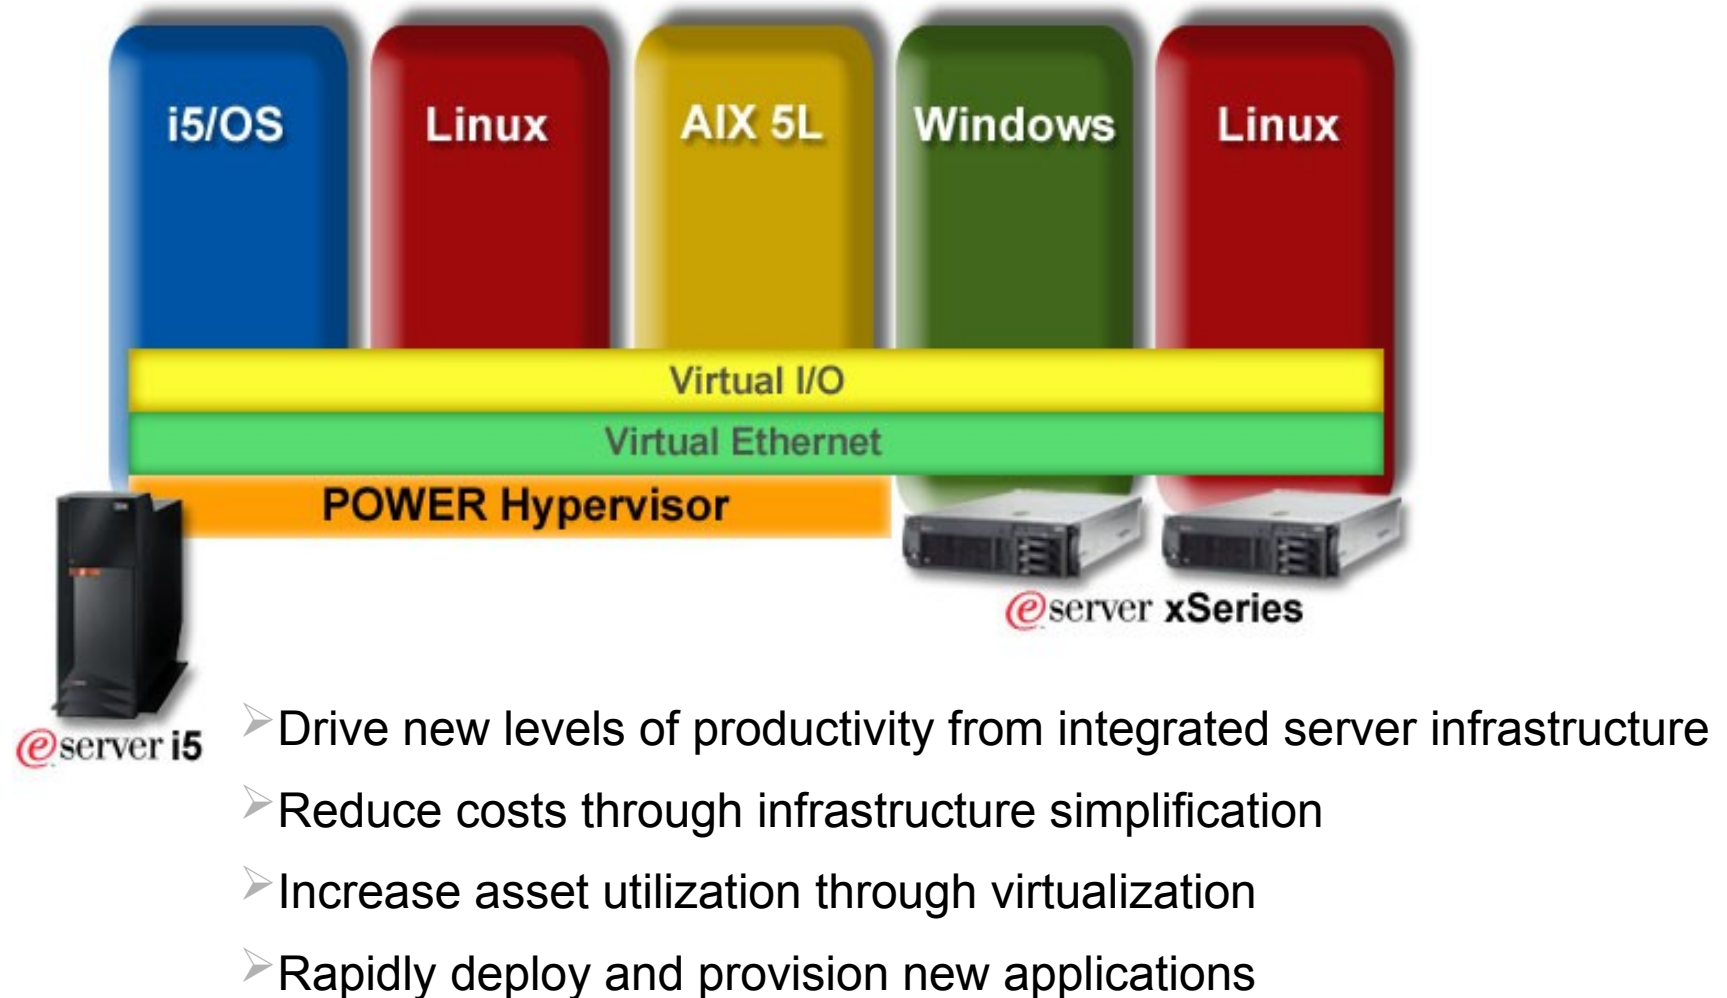 i5/OS Linux AIX 5L Windows Linux
Virtual I/O
Virtual Ethernet
POWER Hypervisor
eserver xSeries
eserver i5
Drive new levels of productivity from integrated server infrastructure
Reduce costs through infrastructure simplification
Increase asset utilization through virtualization
Rapidly deploy and provision new applications